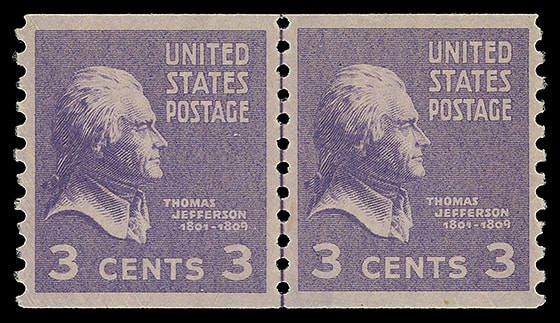 UNITED
STATES
POSTAGE
THOMAS
JEFFERSON
1801-1809
3 CENTS 3
UNITED
STATES
POSTAGE
THOMAS
JEFFERSON
1801-1809
3 CENTS 3